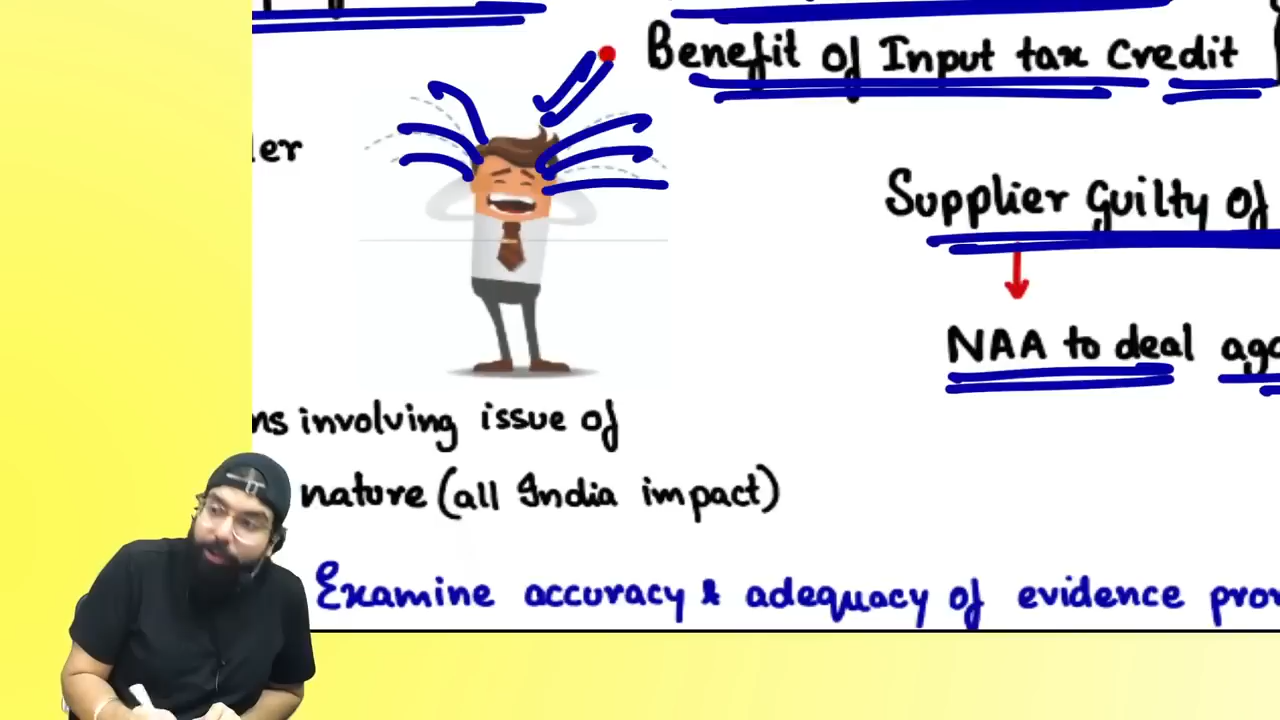 Benefit of Input tax Credit
Supplier Guilty of
NAA to deal
ns involving issue of
nature (all India impact)
Examine accuracy & adequacy of evidence